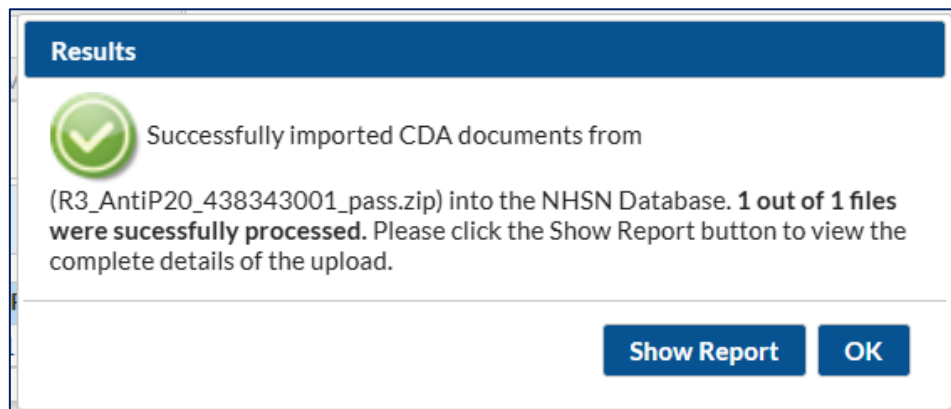 Results
Successfully imported CDA documents from
(R3_AntiP20_438343001_pass.zip) into the NHSN Database. 1 out of 1 files
were sucessfully processed. Please click the Show Report button to view the
complete details of the upload.
Show Report OK